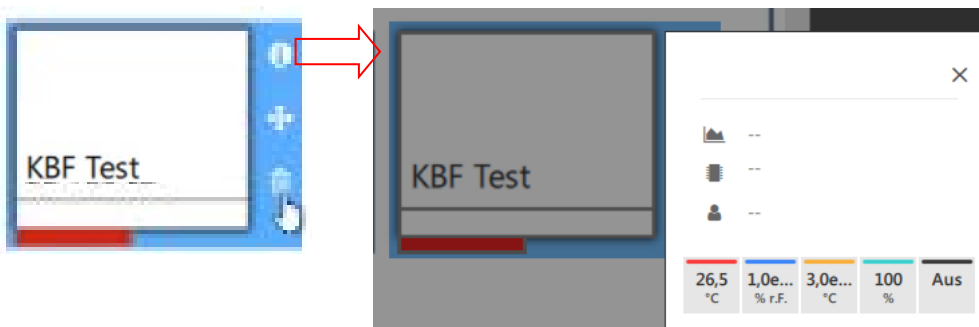 KBF Test
KBF Test
--
--
--
26,5 1,0e... 3,0e... 100 Aus
°C % r.F. °C %